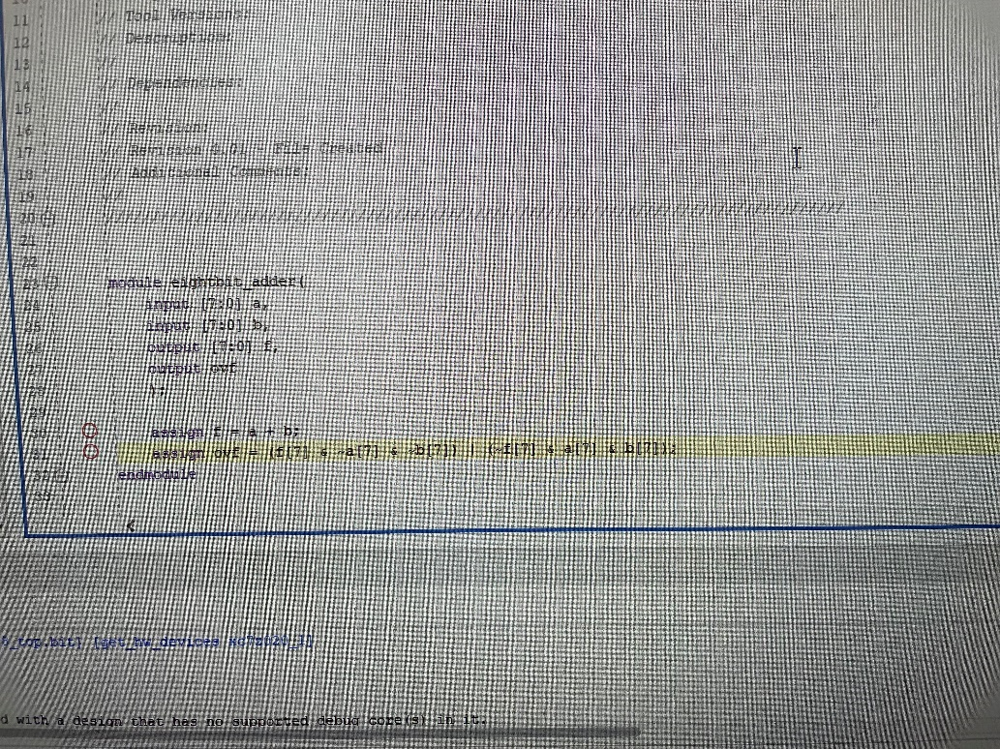 11 // Tool Versions:
12 // Description:
13 //
14 // Dependencies:
15 //
16 // Revision:
17 // Revision 0.01 - File Created
18 // Additional Comments:
19 //
20 //////////////////////////////////////////////////////////////////////////////////
21
22
23 module eightbit_adder(
24 input [7:0] a,
25 input [7:0] b,
26 output [7:0] f,
27 output ovf
28 );
29
30 assign f = a + b;
31 assign ovf = (f[7] & ~a[7] & ~b[7]) | (~f[7] & a[7] & b[7]);
32 endmodule
33
top.bit} [get_hw_devices xc7z020_1]
d with a design that has no supported debug core(s) in it.